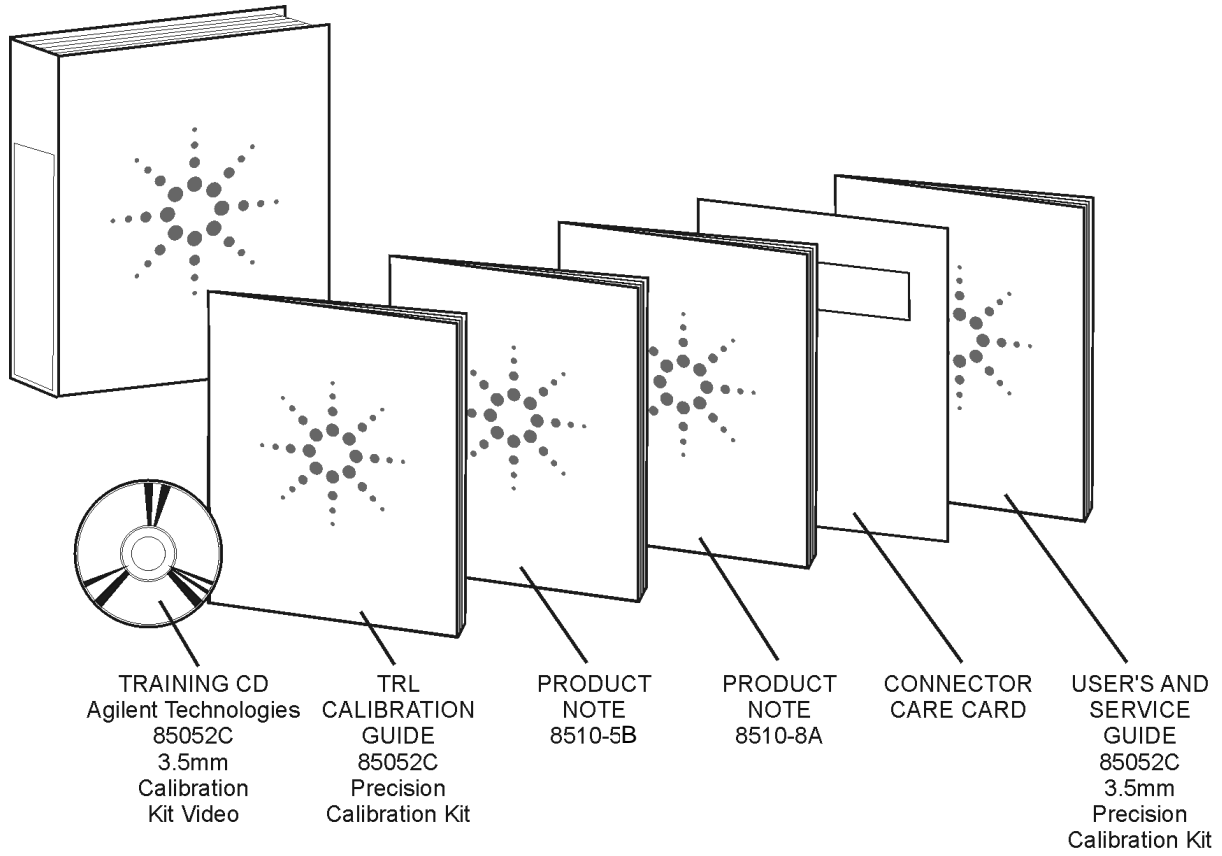 TRAINING CD
Agilent Technologies
85052C
3.5mm
Calibration
Kit Video
TRL
CALIBRATION
GUIDE
85052C
Precision
Calibration Kit
PRODUCT
NOTE
8510-5B
PRODUCT
NOTE
8510-8A
CONNECTOR
CARE CARD
USER'S AND
SERVICE
GUIDE
85052C
3.5mm
Precision
Calibration Kit